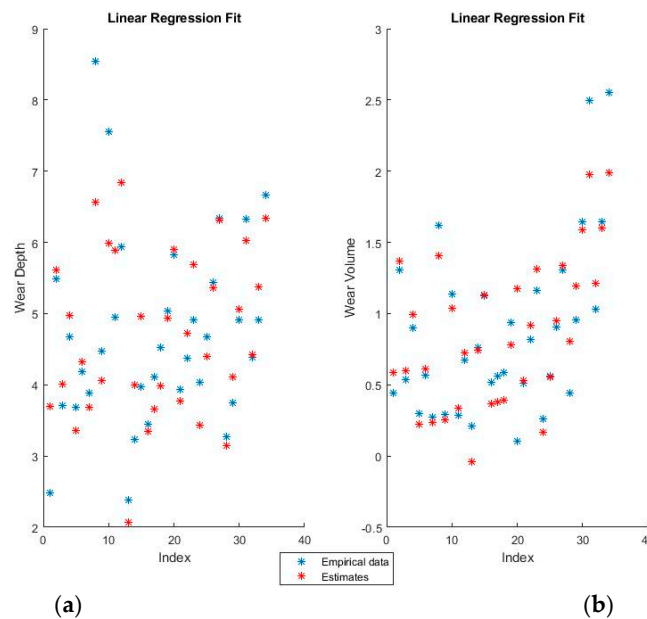 Linear Regression Fit
9
8
7
6
5
4
3
2
0
10
20
30
40
Wear Depth
Index
Linear Regression Fit
3
2.5
2
1.5
1
0.5
0
-0.5
0
10
20
30
40
Wear Volume
Index
Empirical data
Estimates
(a)
(b)